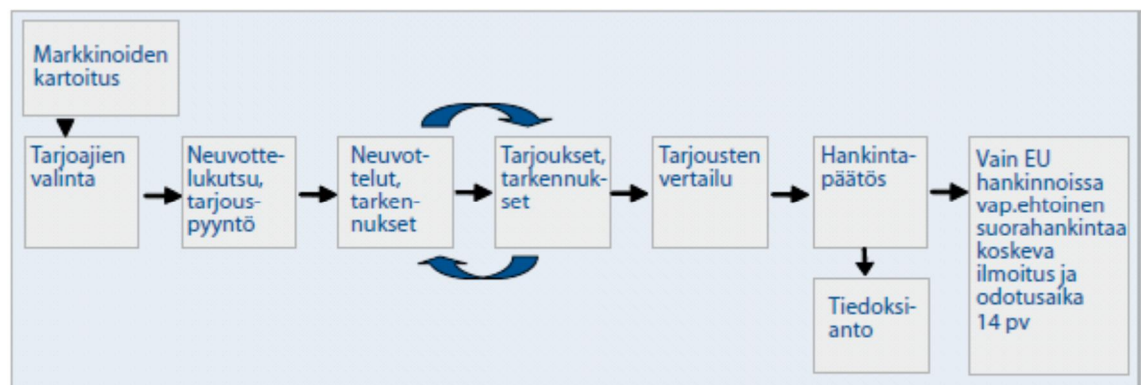 Markkinoiden
kartoitus
Tarjoajien
valinta
Neuvotte-
lukutsu,
tarjous-
pyyntö
Neuvot-
telut,
tarken-
nukset
Tarjoukset,
tarkennuk-
set
Tarjousten
vertailu
Hankinta-
päätös
Tiedoksi-
anto
Vain EU
hankinnoissa
vap.ehtoinen
suorahankintaa
koskeva
ilmoitus ja
odotusaika
14 pv